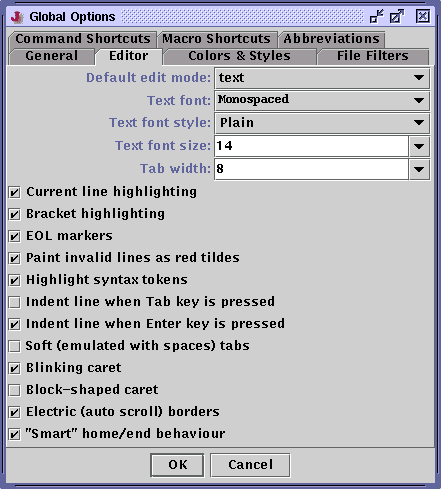 Global Options
Command Shortcuts Macro Shortcuts Abbreviations
General Editor Colors & Styles File Filters
Default edit mode: text
Text font: Monospaced
Text font style: Plain
Text font size: 14
Tab width: 8
Current line highlighting
Bracket highlighting
EOL markers
Paint invalid lines as red tildes
Highlight syntax tokens
Indent line when Tab key is pressed
Indent line when Enter key is pressed
Soft (emulated with spaces) tabs
Blinking caret
Block-shaped caret
Electric (auto scroll) borders
"Smart" home/end behaviour
OK Cancel